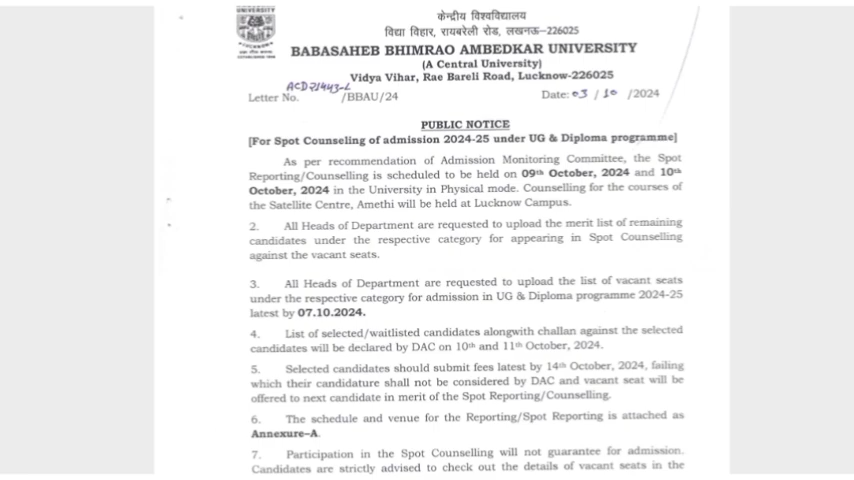 UNIVERSITY
LUCKNOW
केन्द्रीय विश्वविद्यालय
विद्या विहार, रायबरेली रोड, लखनऊ–226025
BABASAHEB BHIMRAO AMBEDKAR UNIVERSITY
(A Central University)
Vidya Vihar, Rae Bareli Road, Lucknow-226025
Letter No. /BBAU/24 Date: 03 / 10 /2024
PUBLIC NOTICE
[For Spot Counseling of admission 2024-25 under UG & Diploma programme]
As per recommendation of Admission Monitoring Committee, the Spot
Reporting/Counselling is scheduled to be held on 09th October, 2024 and 10th
October, 2024 in the University in Physical mode. Counselling for the courses of
the Satellite Centre, Amethi will be held at Lucknow Campus.
2. All Heads of Department are requested to upload the merit list of remaining
candidates under the respective category for appearing in Spot Counselling
against the vacant seats.
3. All Heads of Department are requested to upload the list of vacant seats
under the respective category for admission in UG & Diploma programme 2024-25
latest by 07.10.2024.
4. List of selected/waitlisted candidates alongwith challan against the selected
candidates will be declared by DAC on 10th and 11th October, 2024.
5. Selected candidates should submit fees latest by 14th October, 2024, failing
which their candidature shall not be considered by DAC and vacant seat will be
offered to next candidate in merit of the Spot Reporting/Counselling.
6. The schedule and venue for the Reporting/Spot Reporting is attached as
Annexure–A.
7. Participation in the Spot Counselling will not guarantee for admission.
Candidates are strictly advised to check out the details of vacant seats in the